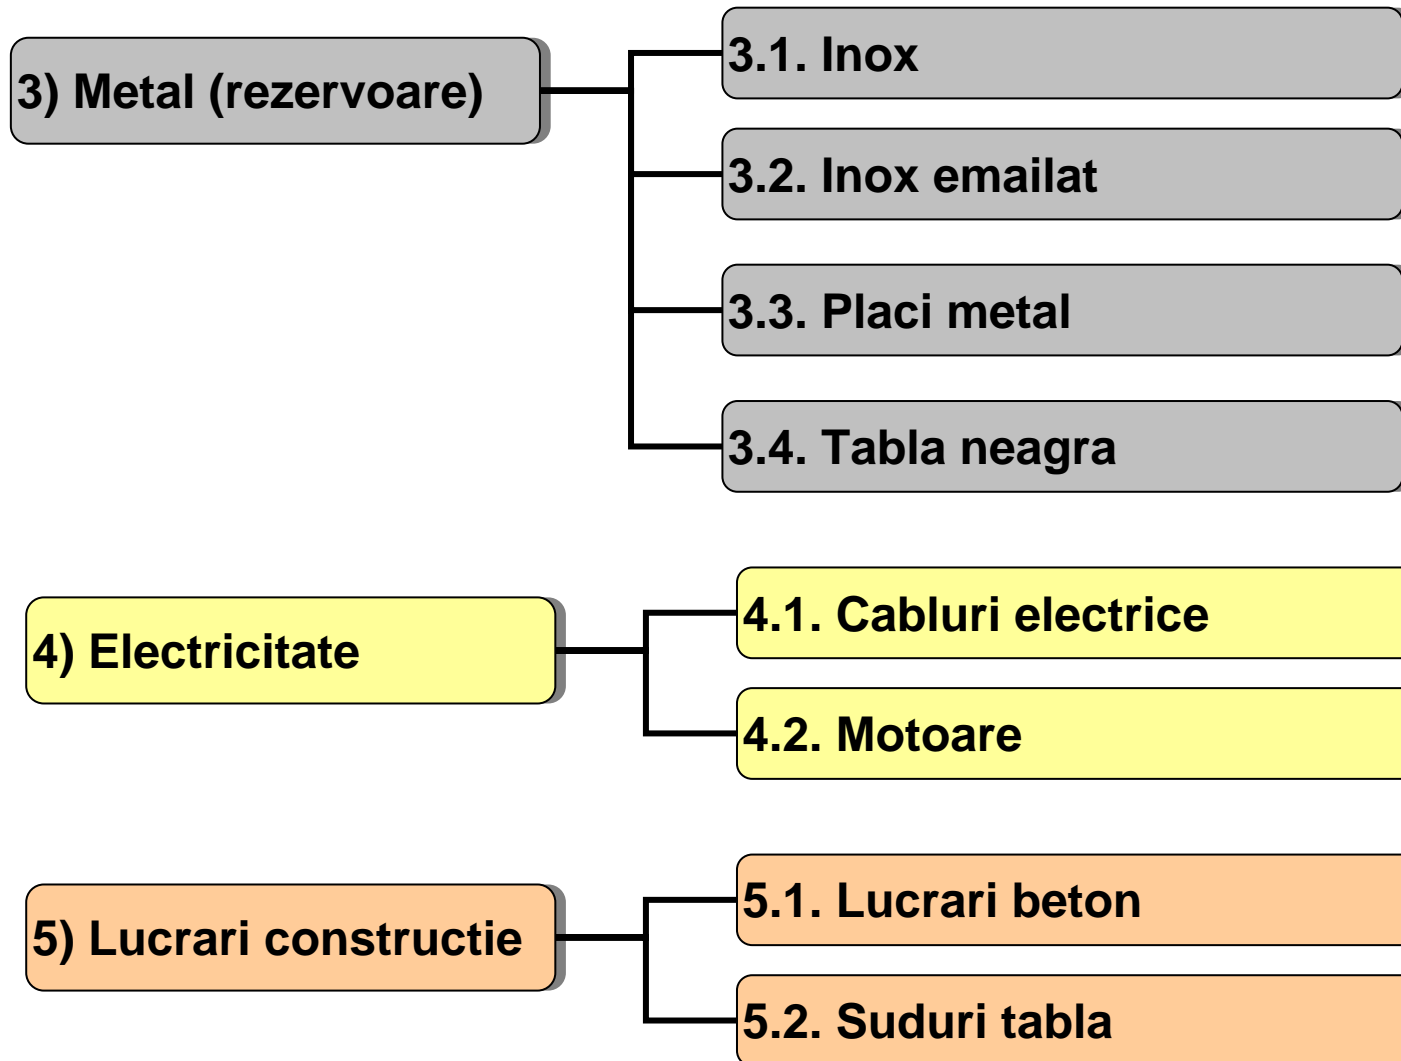 3) Metal (rezervoare)
3.1. Inox
3.2. Inox emailat
3.3. Placi metal
3.4. Tabla neagra
4) Electricitate
4.1. Cabluri electrice
4.2. Motoare
5) Lucrari constructie
5.1. Lucrari beton
5.2. Suduri tabla